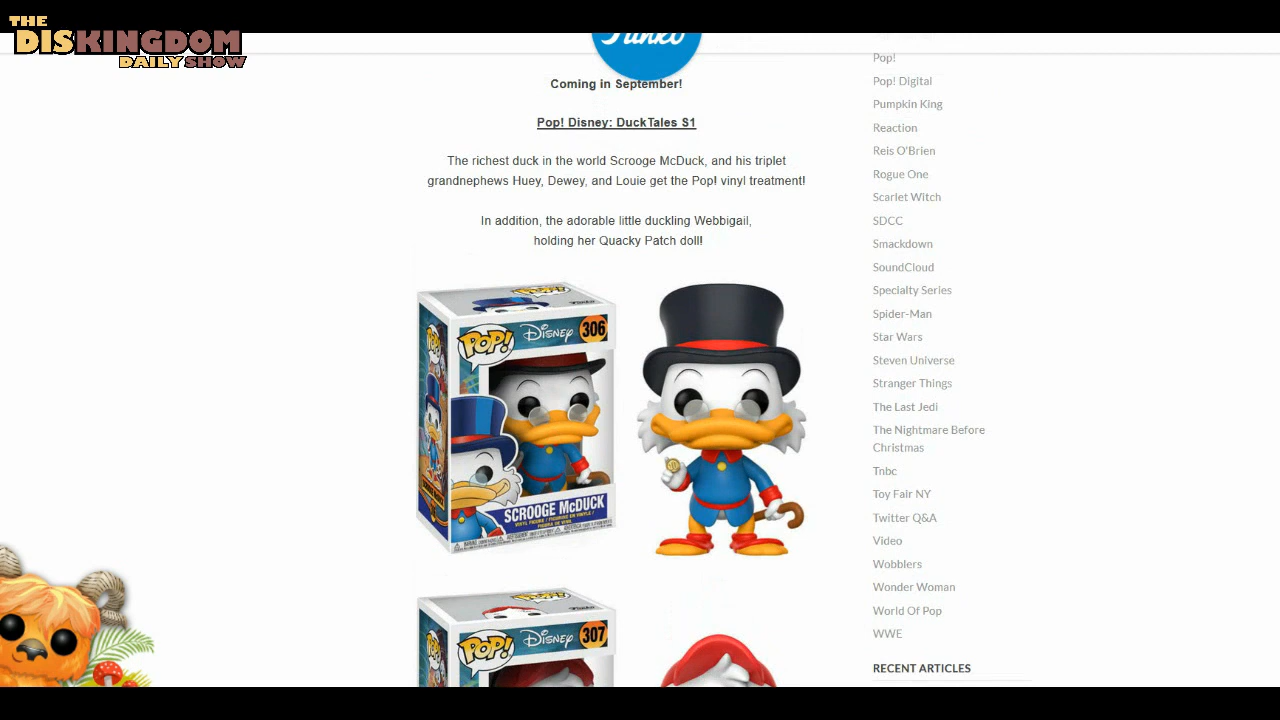 THE
DISKINGDOM
DAILY SHOW
Funko
Coming in September!
Pop! Disney: DuckTales S1
The richest duck in the world Scrooge McDuck, and his triplet
grandnephews Huey, Dewey, and Louie get the Pop! vinyl treatment!
In addition, the adorable little duckling Webbigail,
holding her Quacky Patch doll!
POP!
Disney
306
SCROOGE McDUCK
POP!
Disney
307
Pop!
Pop! Digital
Pumpkin King
Reaction
Reis O'Brien
Rogue One
Scarlet Witch
SDCC
Smackdown
SoundCloud
Specialty Series
Spider-Man
Star Wars
Steven Universe
Stranger Things
The Last Jedi
The Nightmare Before
Christmas
Tnbc
Toy Fair NY
Twitter Q&A
Video
Wobblers
Wonder Woman
World Of Pop
WWE
RECENT ARTICLES